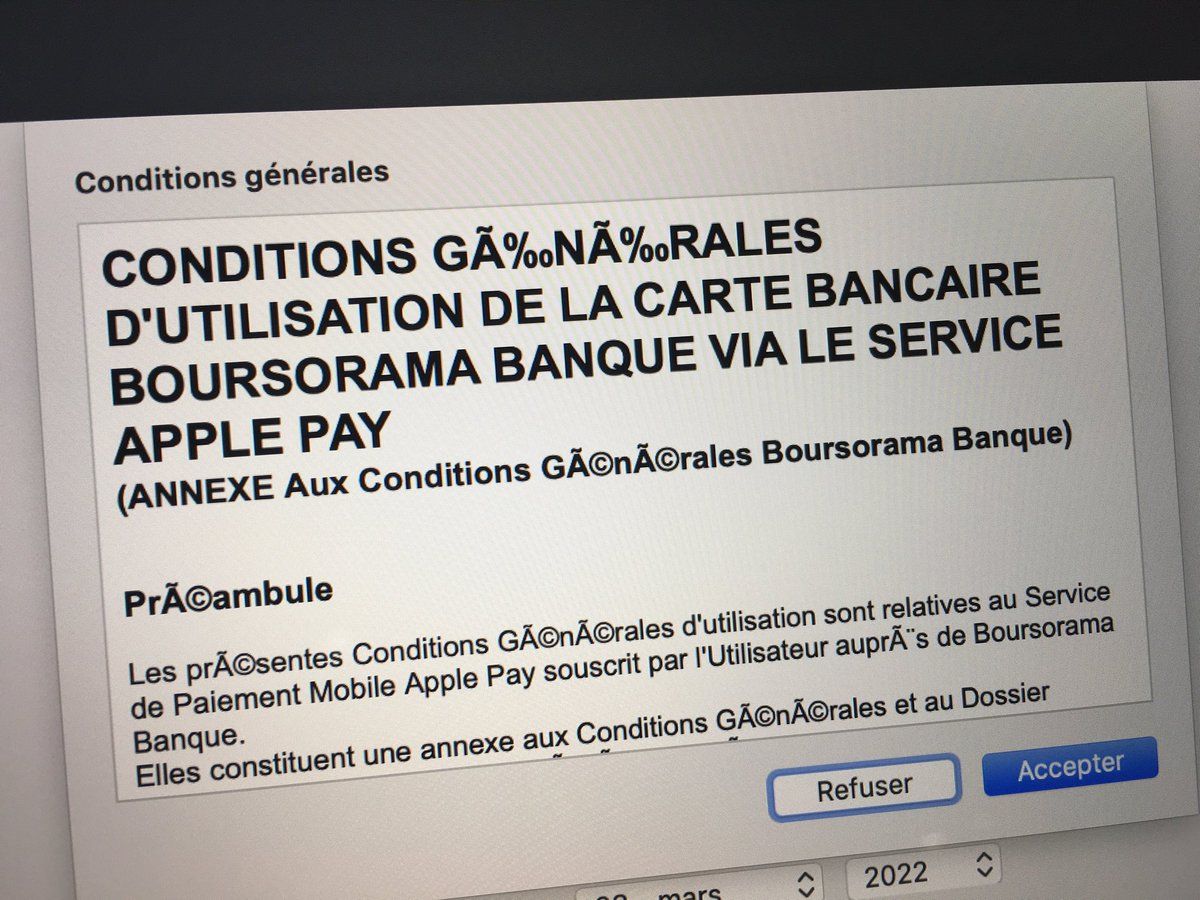 Conditions générales
CONDITIONS GÃ‰NÃ‰RALES
D'UTILISATION DE LA CARTE BANCAIRE
BOURSORAMA BANQUE VIA LE SERVICE
APPLE PAY
(ANNEXE Aux Conditions GÃ©nÃ©rales Boursorama Banque)
PrÃ©ambule
Les prÃ©sentes Conditions GÃ©nÃ©rales d'utilisation sont relatives au Service
de Paiement Mobile Apple Pay souscrit par l'Utilisateur auprÃ¨s de Boursorama
Banque.
Elles constituent une annexe aux Conditions GÃ©nÃ©rales et au Dossier
Refuser Accepter
mars 2022